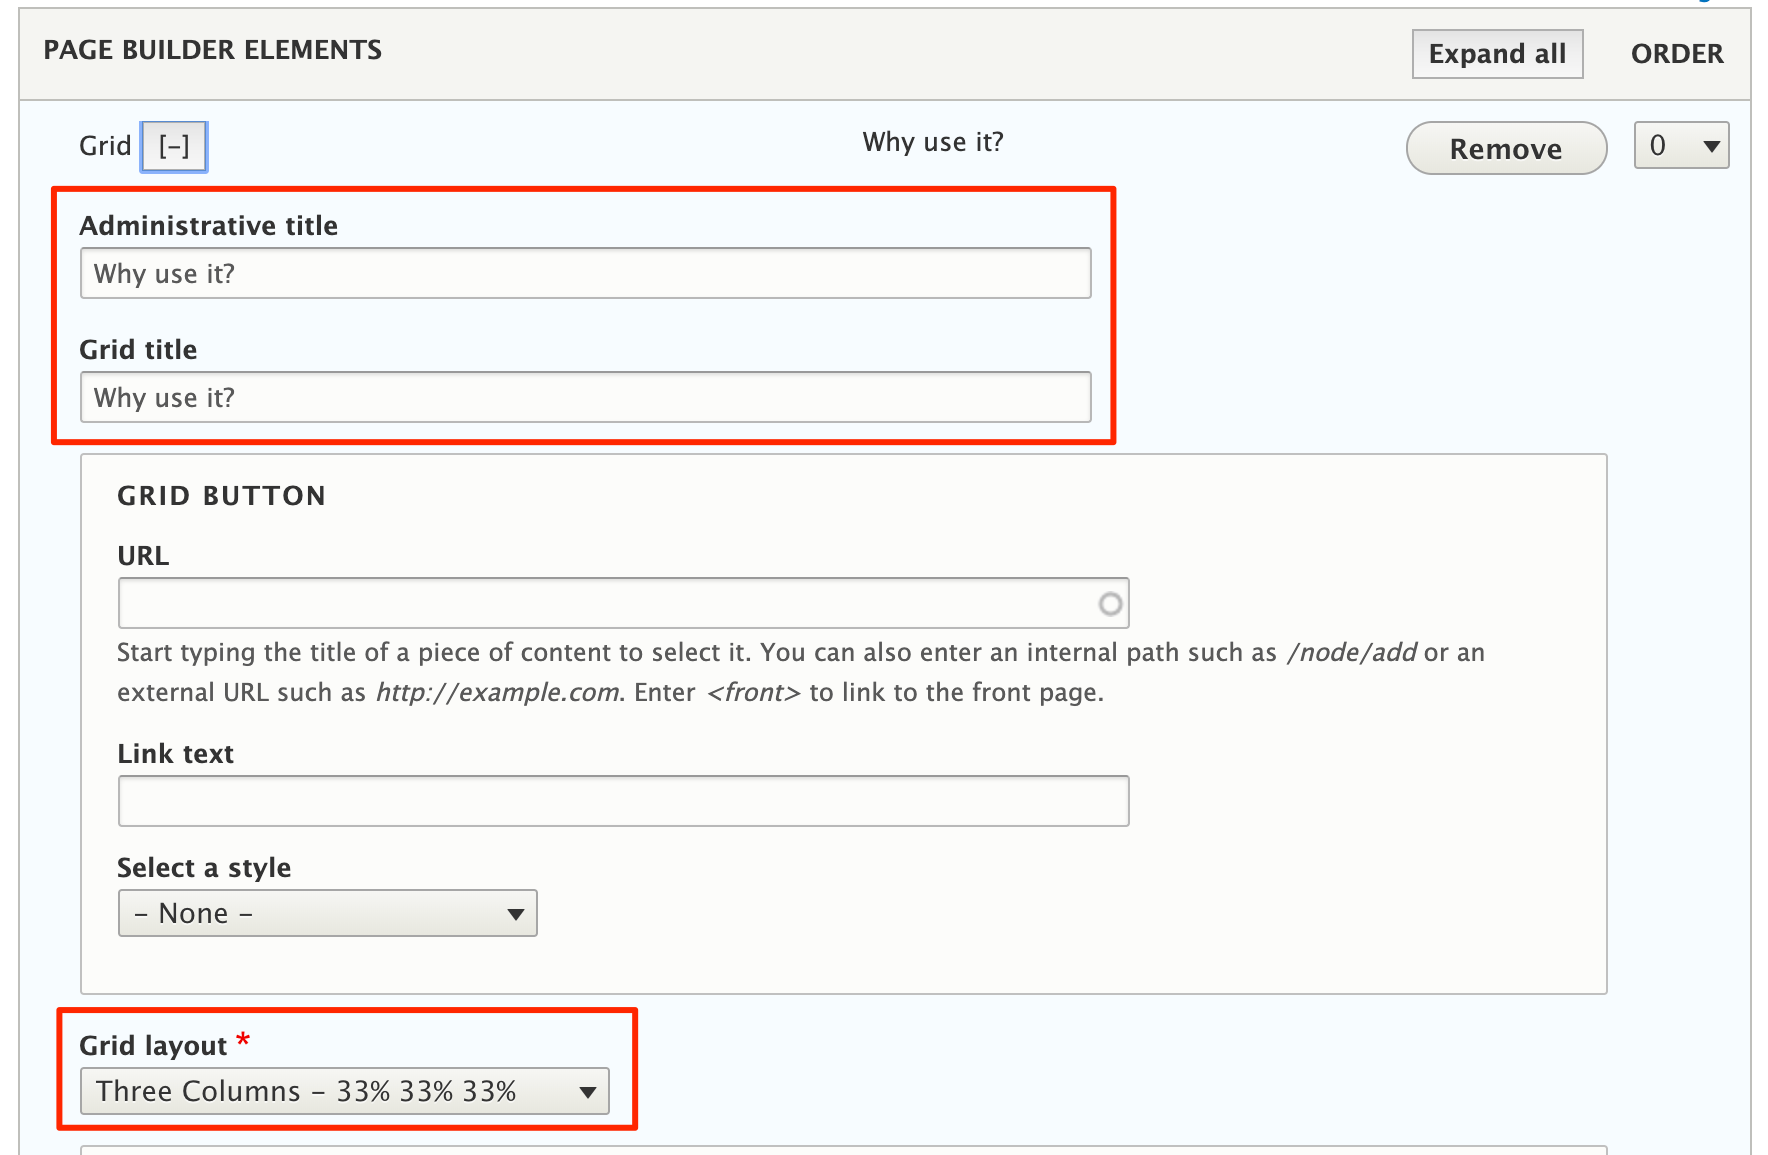 PAGE BUILDER ELEMENTS Expand all ORDER
Grid [–] Why use it? Remove 0
Administrative title
Why use it?
Grid title
Why use it?
GRID BUTTON
URL
Start typing the title of a piece of content to select it. You can also enter an internal path such as /node/add or an
external URL such as http://example.com. Enter <front> to link to the front page.
Link text
Select a style
– None –
Grid layout *
Three Columns – 33% 33% 33%